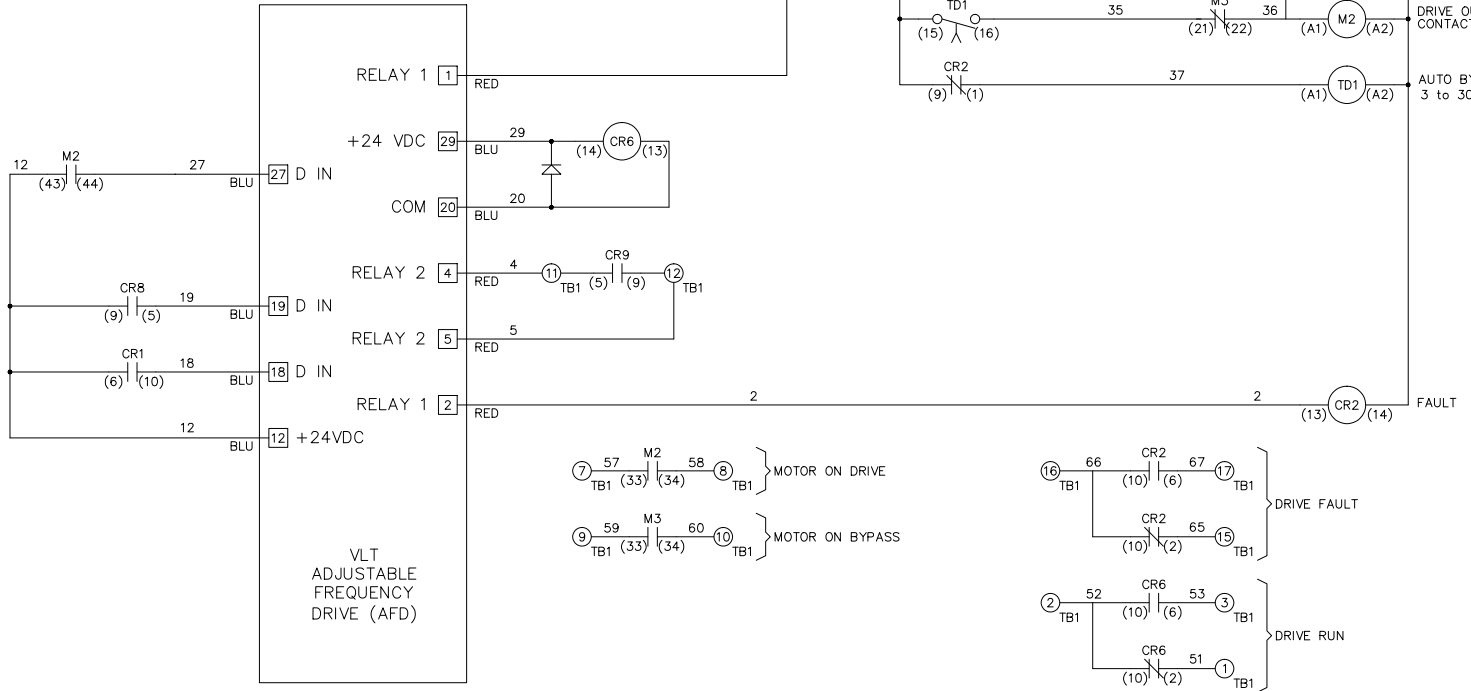 TD1
(15) (16)
35
M3
(21) (22)
36
(A1) M2 (A2)
CR2
(9) (1)
37
(A1) TD1 (A2)
AUTO
3 to
RELAY 1 1
RED
+24 VDC 29
29
BLU
(14) CR6 (13)
12
M2
(43) (44)
27
BLU
27 D IN
COM 20
20
BLU
RELAY 2 4
4
RED
11
TB1
CR9
(5) (9)
12
TB1
CR8
(9) (5)
19
BLU
19 D IN
RELAY 2 5
5
RED
CR1
(6) (10)
18
BLU
18 D IN
RELAY 1 2
RED
2
2
(13) CR2 (14)
FAULT
12
BLU
12 +24VDC
7
TB1
57
M2
(33) (34)
58
8
TB1
MOTOR ON DRIVE
9
TB1
59
M3
(33) (34)
60
10
TB1
MOTOR ON BYPASS
16
TB1
66
CR2
(10) (6)
67
17
TB1
DRIVE FAULT
CR2
(10) (2)
65
15
TB1
2
TB1
52
CR6
(10) (6)
53
3
TB1
DRIVE RUN
CR6
(10) (2)
51
1
TB1
VLT
ADJUSTABLE
FREQUENCY
DRIVE (AFD)
DRIVE